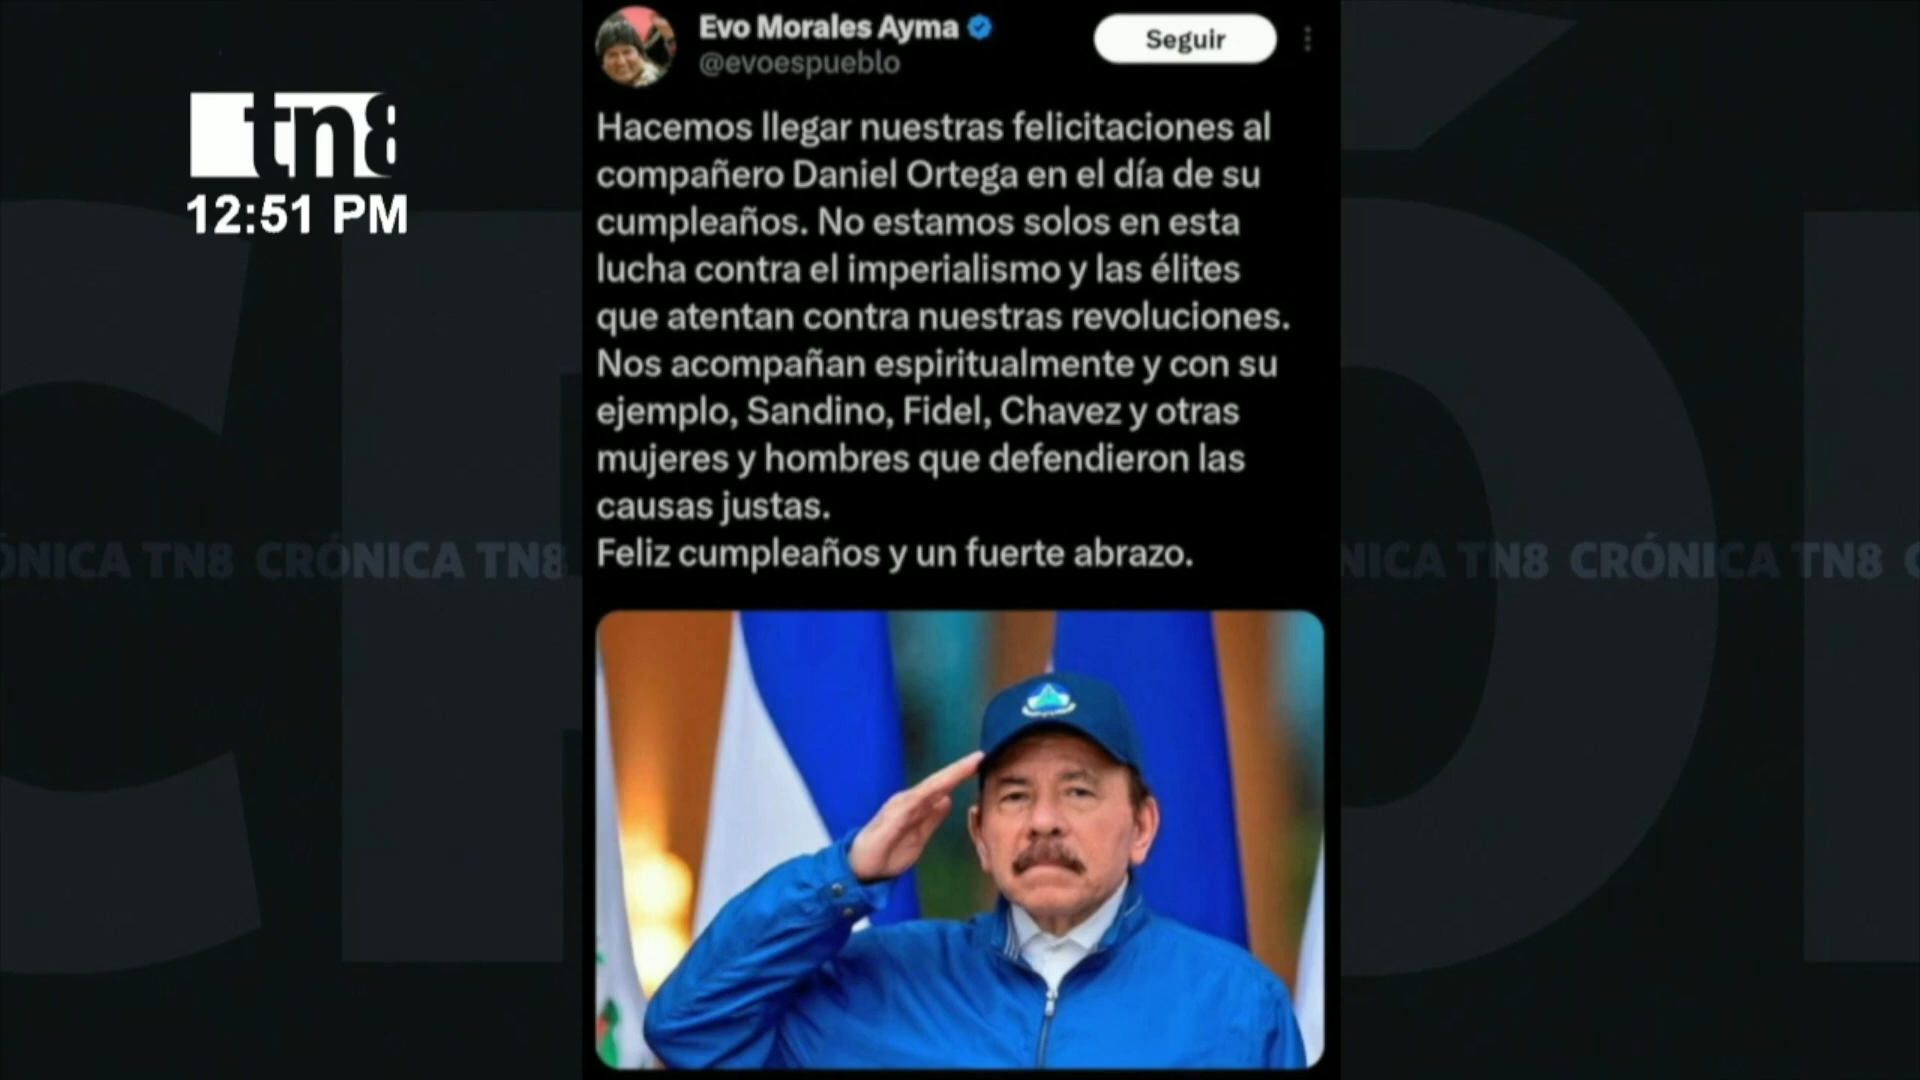 Evo Morales Ayma
@evoespueblo
Seguir
tn8
12:51 PM
Hacemos llegar nuestras felicitaciones al
compañero Daniel Ortega en el día de su
cumpleaños. No estamos solos en esta
lucha contra el imperialismo y las élites
que atentan contra nuestras revoluciones.
Nos acompañan espiritualmente y con su
ejemplo, Sandino, Fidel, Chavez y otras
mujeres y hombres que defendieron las
causas justas.
Feliz cumpleaños y un fuerte abrazo.
ÓNICA TN8 CRÓNICA TN8
NICA TN8 CRÓNICA TN8 C